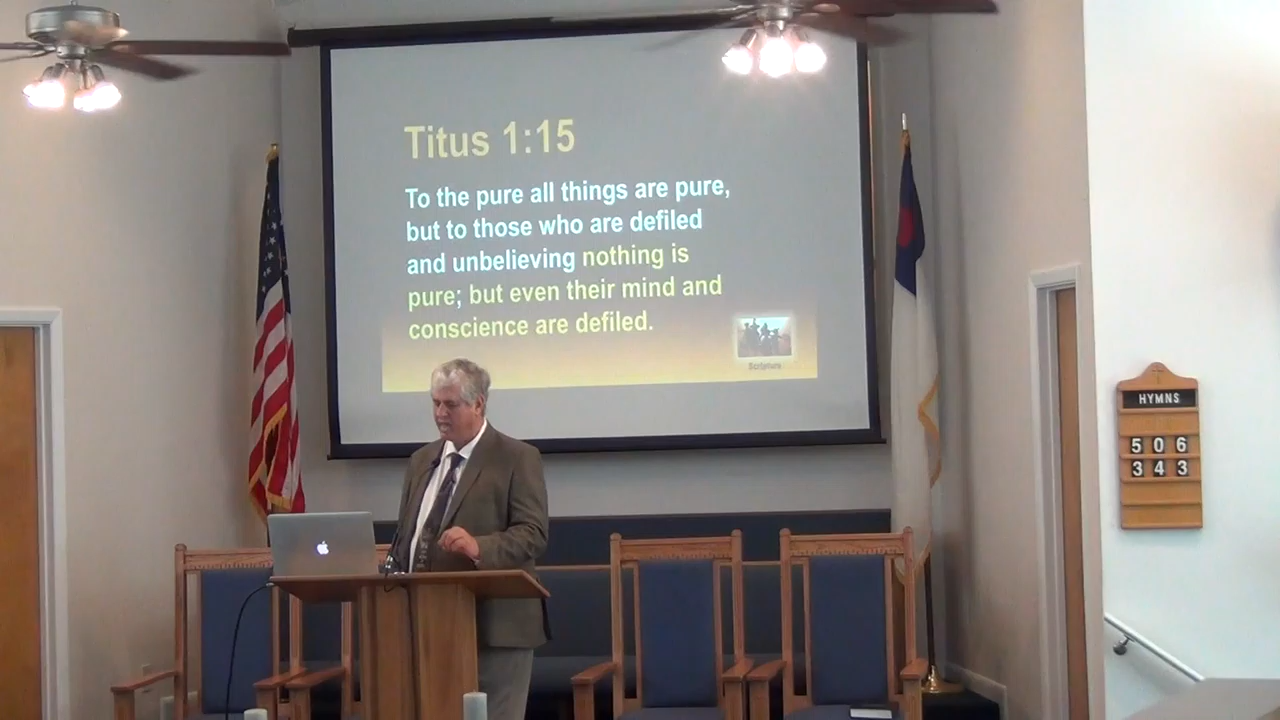 Titus 1:15
To the pure all things are pure,
but to those who are defiled
and unbelieving nothing is
pure; but even their mind and
conscience are defiled.
Scripture
HYMNS
506
343